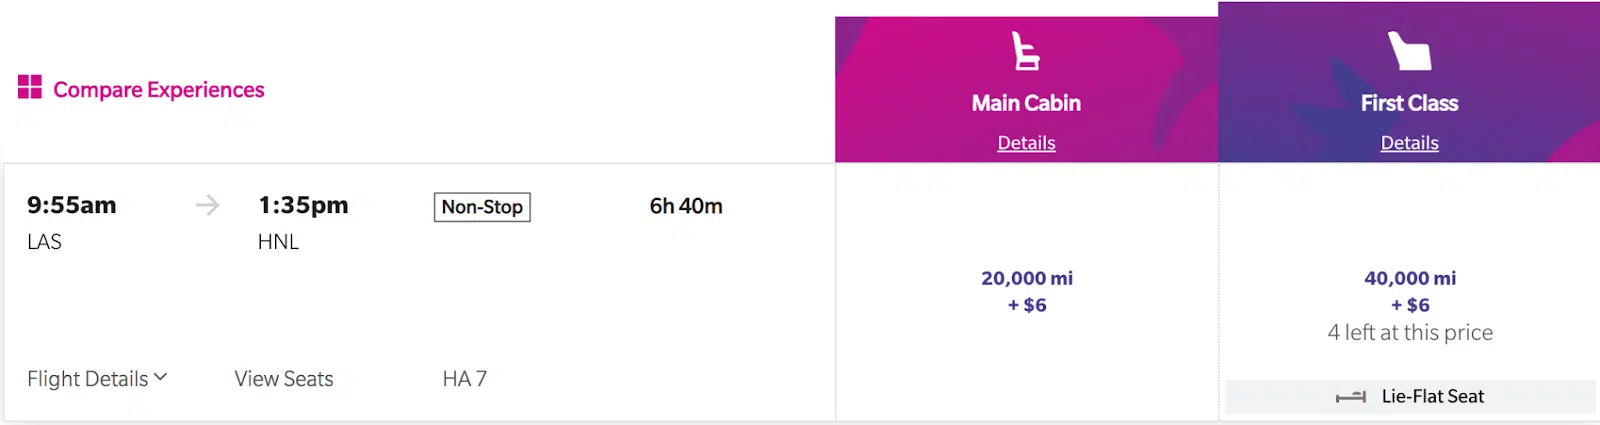 Compare Experiences
Main Cabin
Details
First Class
Details
9:55am
LAS
1:35pm
HNL
Non-Stop
6h 40m
20,000 mi
+ $6
40,000 mi
+ $6
4 left at this price
Flight Details
View Seats
HA 7
Lie-Flat Seat